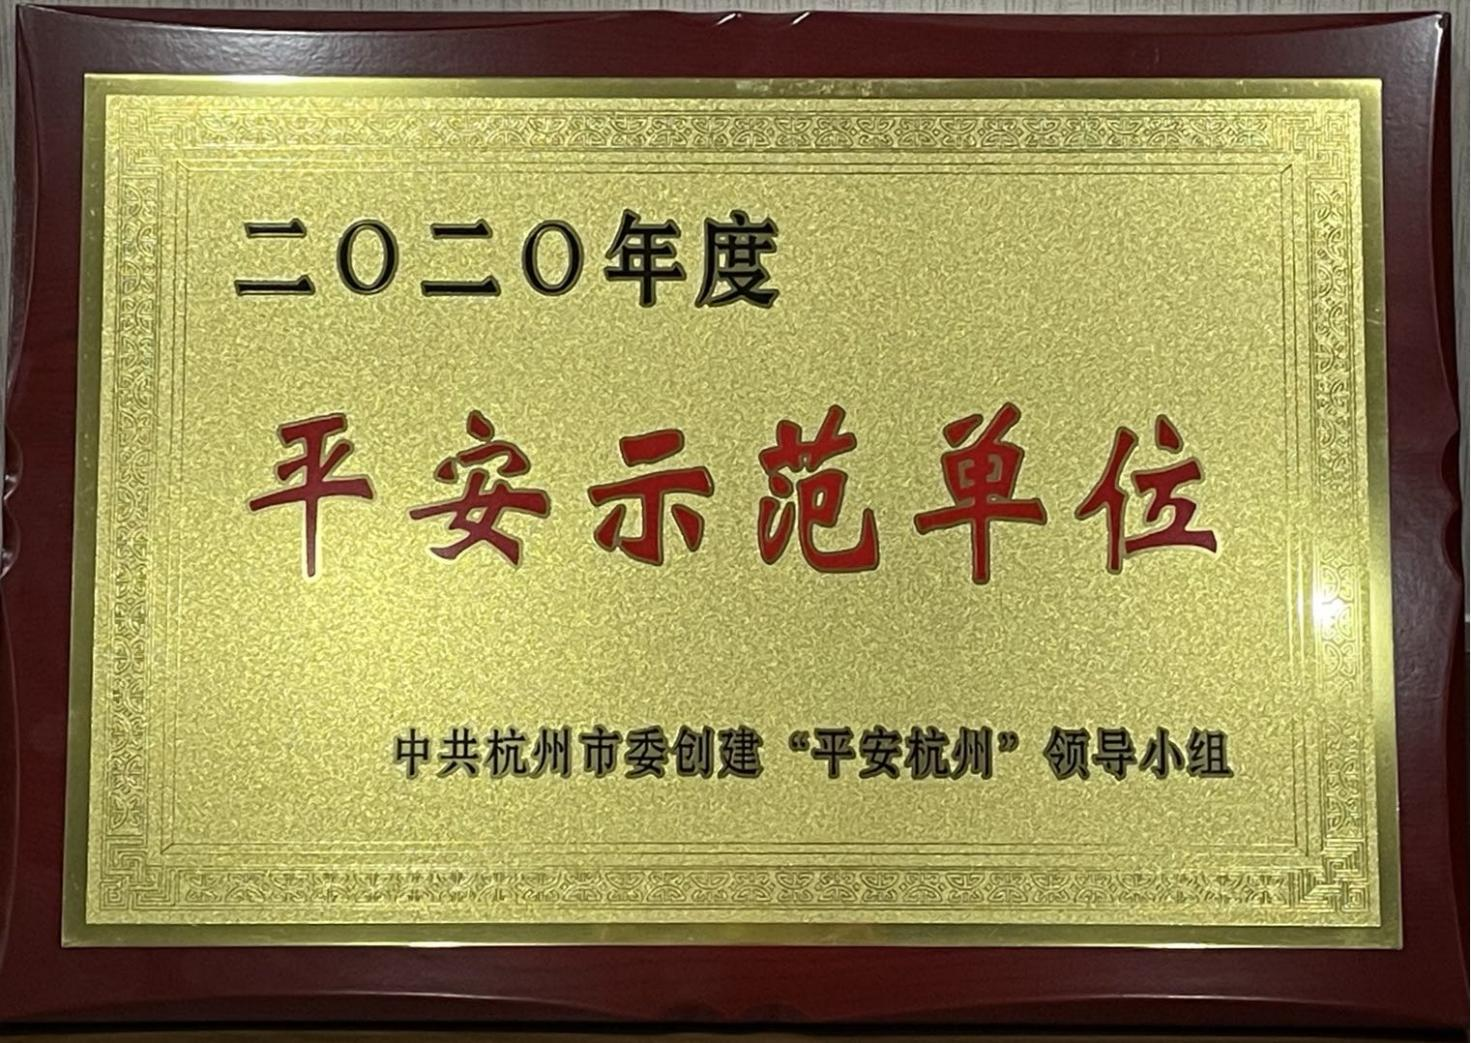 二〇二〇年度
平安示范单位
中共杭州市委创建“平安杭州”领导小组